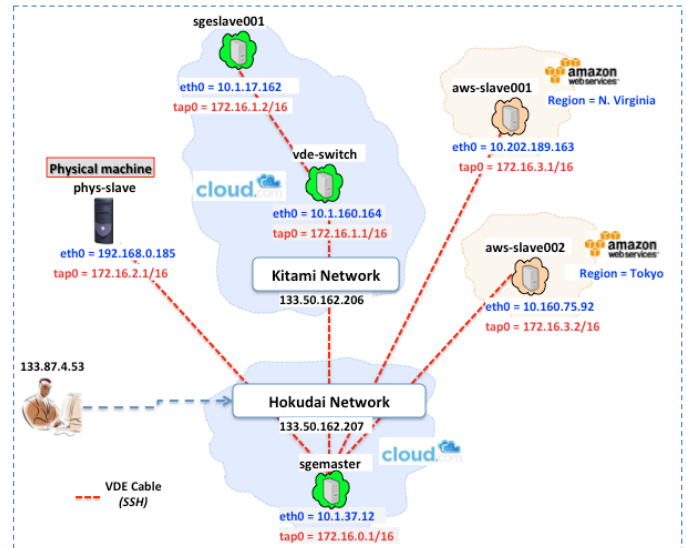 sgeslave001
eth0 = 10.1.17.162
tap0 = 172.16.1.2/16
vde-switch
cloud.com
eth0 = 10.1.160.164
tap0 = 172.16.1.1/16
Kitami Network
133.50.162.206
Physical machine
phys-slave
eth0 = 192.168.0.185
tap0 = 172.16.2.1/16
amazon
web services™
Region = N. Virginia
aws-slave001
eth0 = 10.202.189.163
tap0 = 172.16.3.1/16
aws-slave002
amazon
web services™
Region = Tokyo
eth0 = 10.160.75.92
tap0 = 172.16.3.2/16
133.87.4.53
Hokudai Network
133.50.162.207
cloud.com
sgemaster
eth0 = 10.1.37.12
tap0 = 172.16.0.1/16
VDE Cable
(SSH)